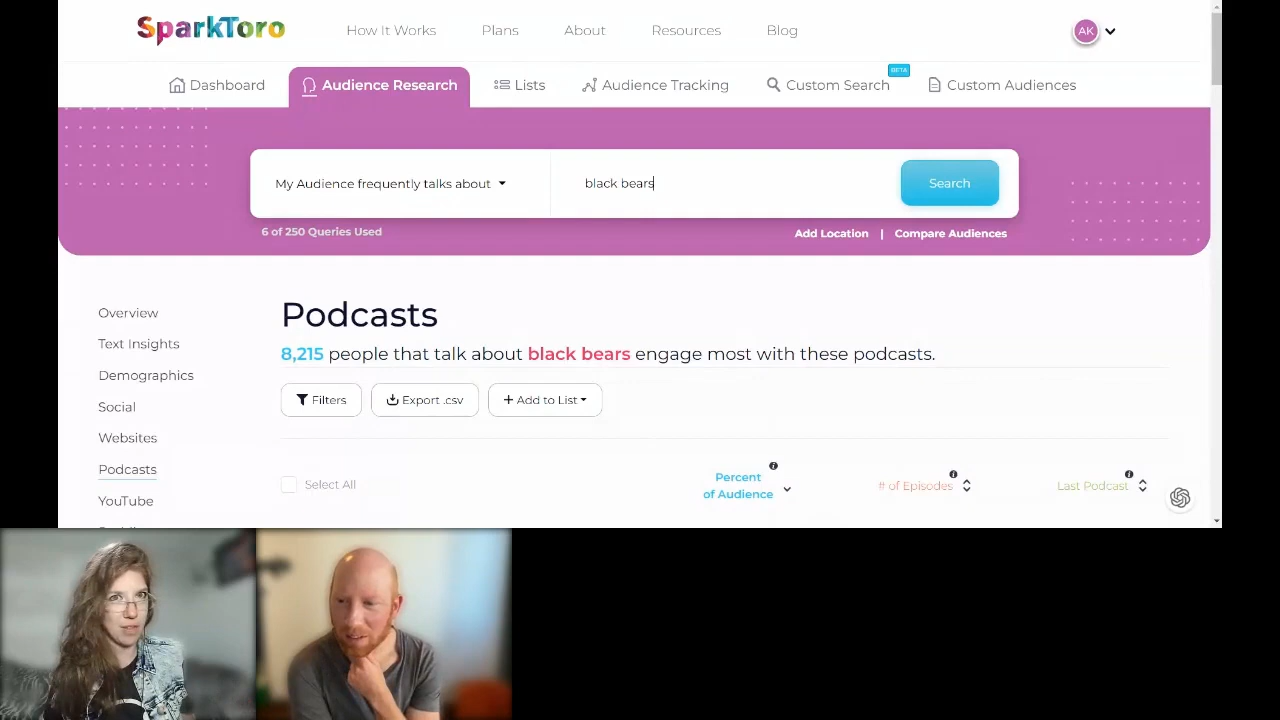 SparkToro
How It Works
Plans
About
Resources
Blog
AK
Dashboard
Audience Research
Lists
Audience Tracking
Custom Search
BETA
Custom Audiences
My Audience frequently talks about
black bears
Search
6 of 250 Queries Used
Add Location | Compare Audiences
Overview
Text Insights
Demographics
Social
Websites
Podcasts
YouTube
Podcasts
8,215 people that talk about black bears engage most with these podcasts.
Filters
Export .csv
+ Add to List
Select All
Percent
of Audience
# of Episodes
Last Podcast